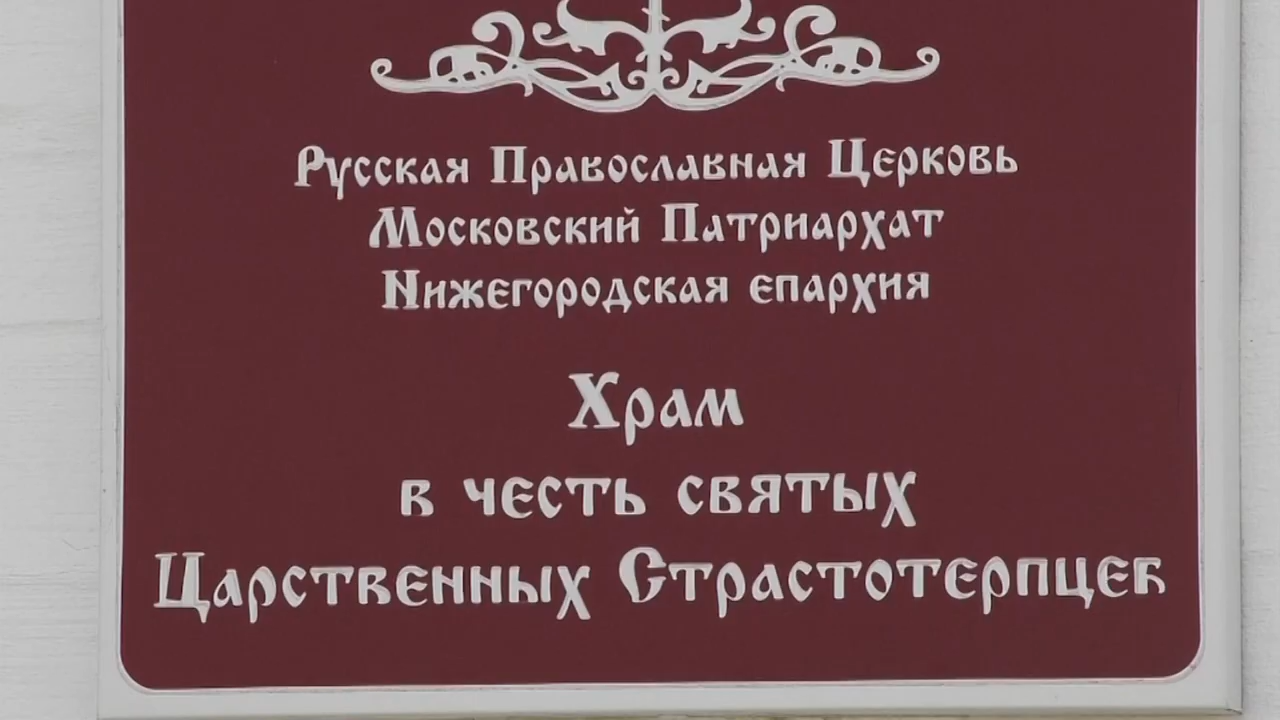 Русская Православная Церковь
Московский Патриархат
Нижегородская епархия
Храм
в честь святых
Царственных Страстотерпцев